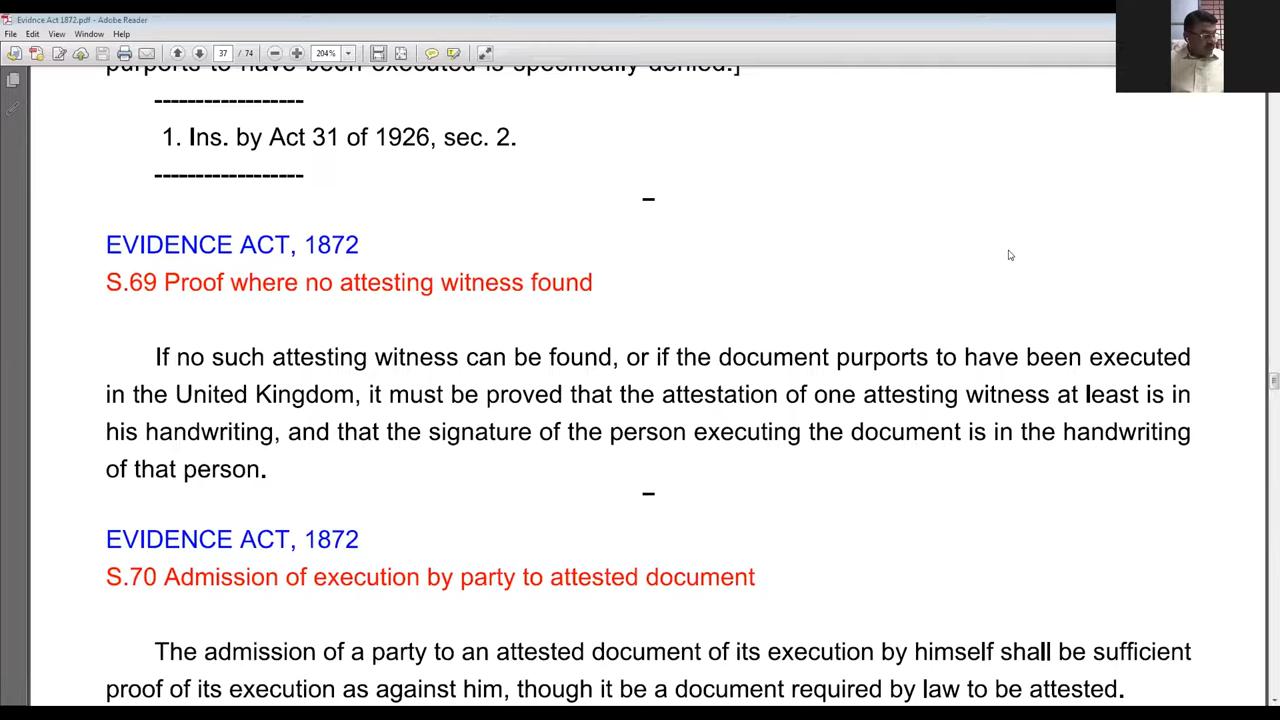 Evidnce Act 1872.pdf - Adobe Reader
File Edit View Window Help
37 / 74 204%
purports to have been executed is specifically denied.]
------------------
1. Ins. by Act 31 of 1926, sec. 2.
------------------
–
EVIDENCE ACT, 1872
S.69 Proof where no attesting witness found
If no such attesting witness can be found, or if the document purports to have been executed
in the United Kingdom, it must be proved that the attestation of one attesting witness at least is in
his handwriting, and that the signature of the person executing the document is in the handwriting
of that person.
–
EVIDENCE ACT, 1872
S.70 Admission of execution by party to attested document
The admission of a party to an attested document of its execution by himself shall be sufficient
proof of its execution as against him, though it be a document required by law to be attested.